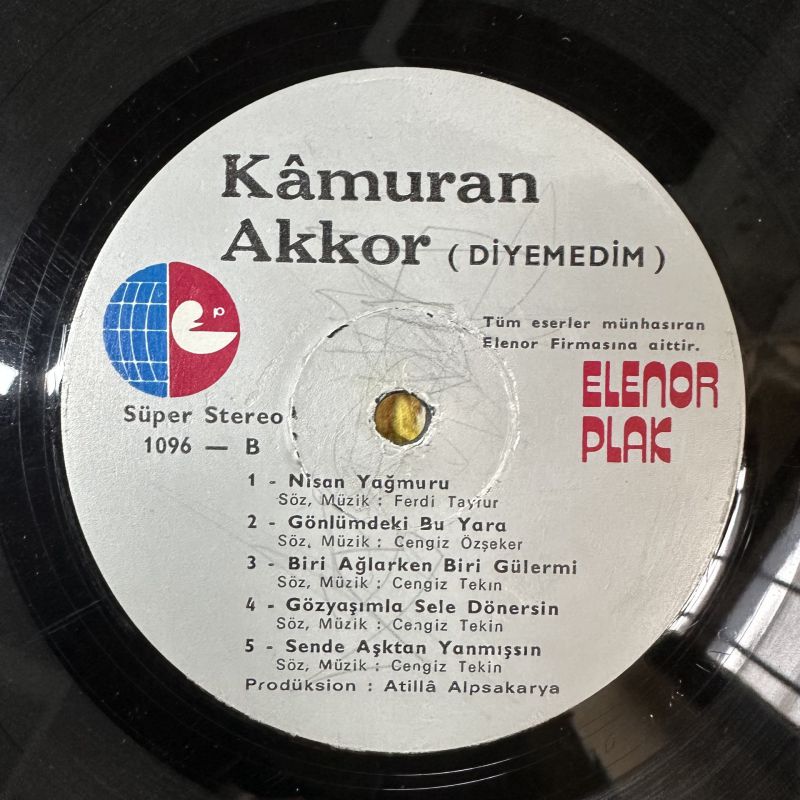 Kâmuran
Akkor (DİYEMEDİM)
p
Tüm eserler münhasıran
Elenor Firmasına aittir.
ELENOR
PLAK
Süper Stereo
1096 — B
1 - Nisan Yağmuru
Söz, Müzik : Ferdi Tayfur
2 - Gönlümdeki Bu Yara
Söz, Müzik : Cengiz Özşeker
3 - Biri Ağlarken Biri Gülermi
Söz, Müzik : Cengiz Tekin
4 - Gözyaşımla Sele Dönersin
Söz, Müzik : Cengiz Tekin
5 - Sende Aşktan Yanmışsın
Söz, Müzik : Cengiz Tekin
Prodüksion : Atillâ Alpsakarya